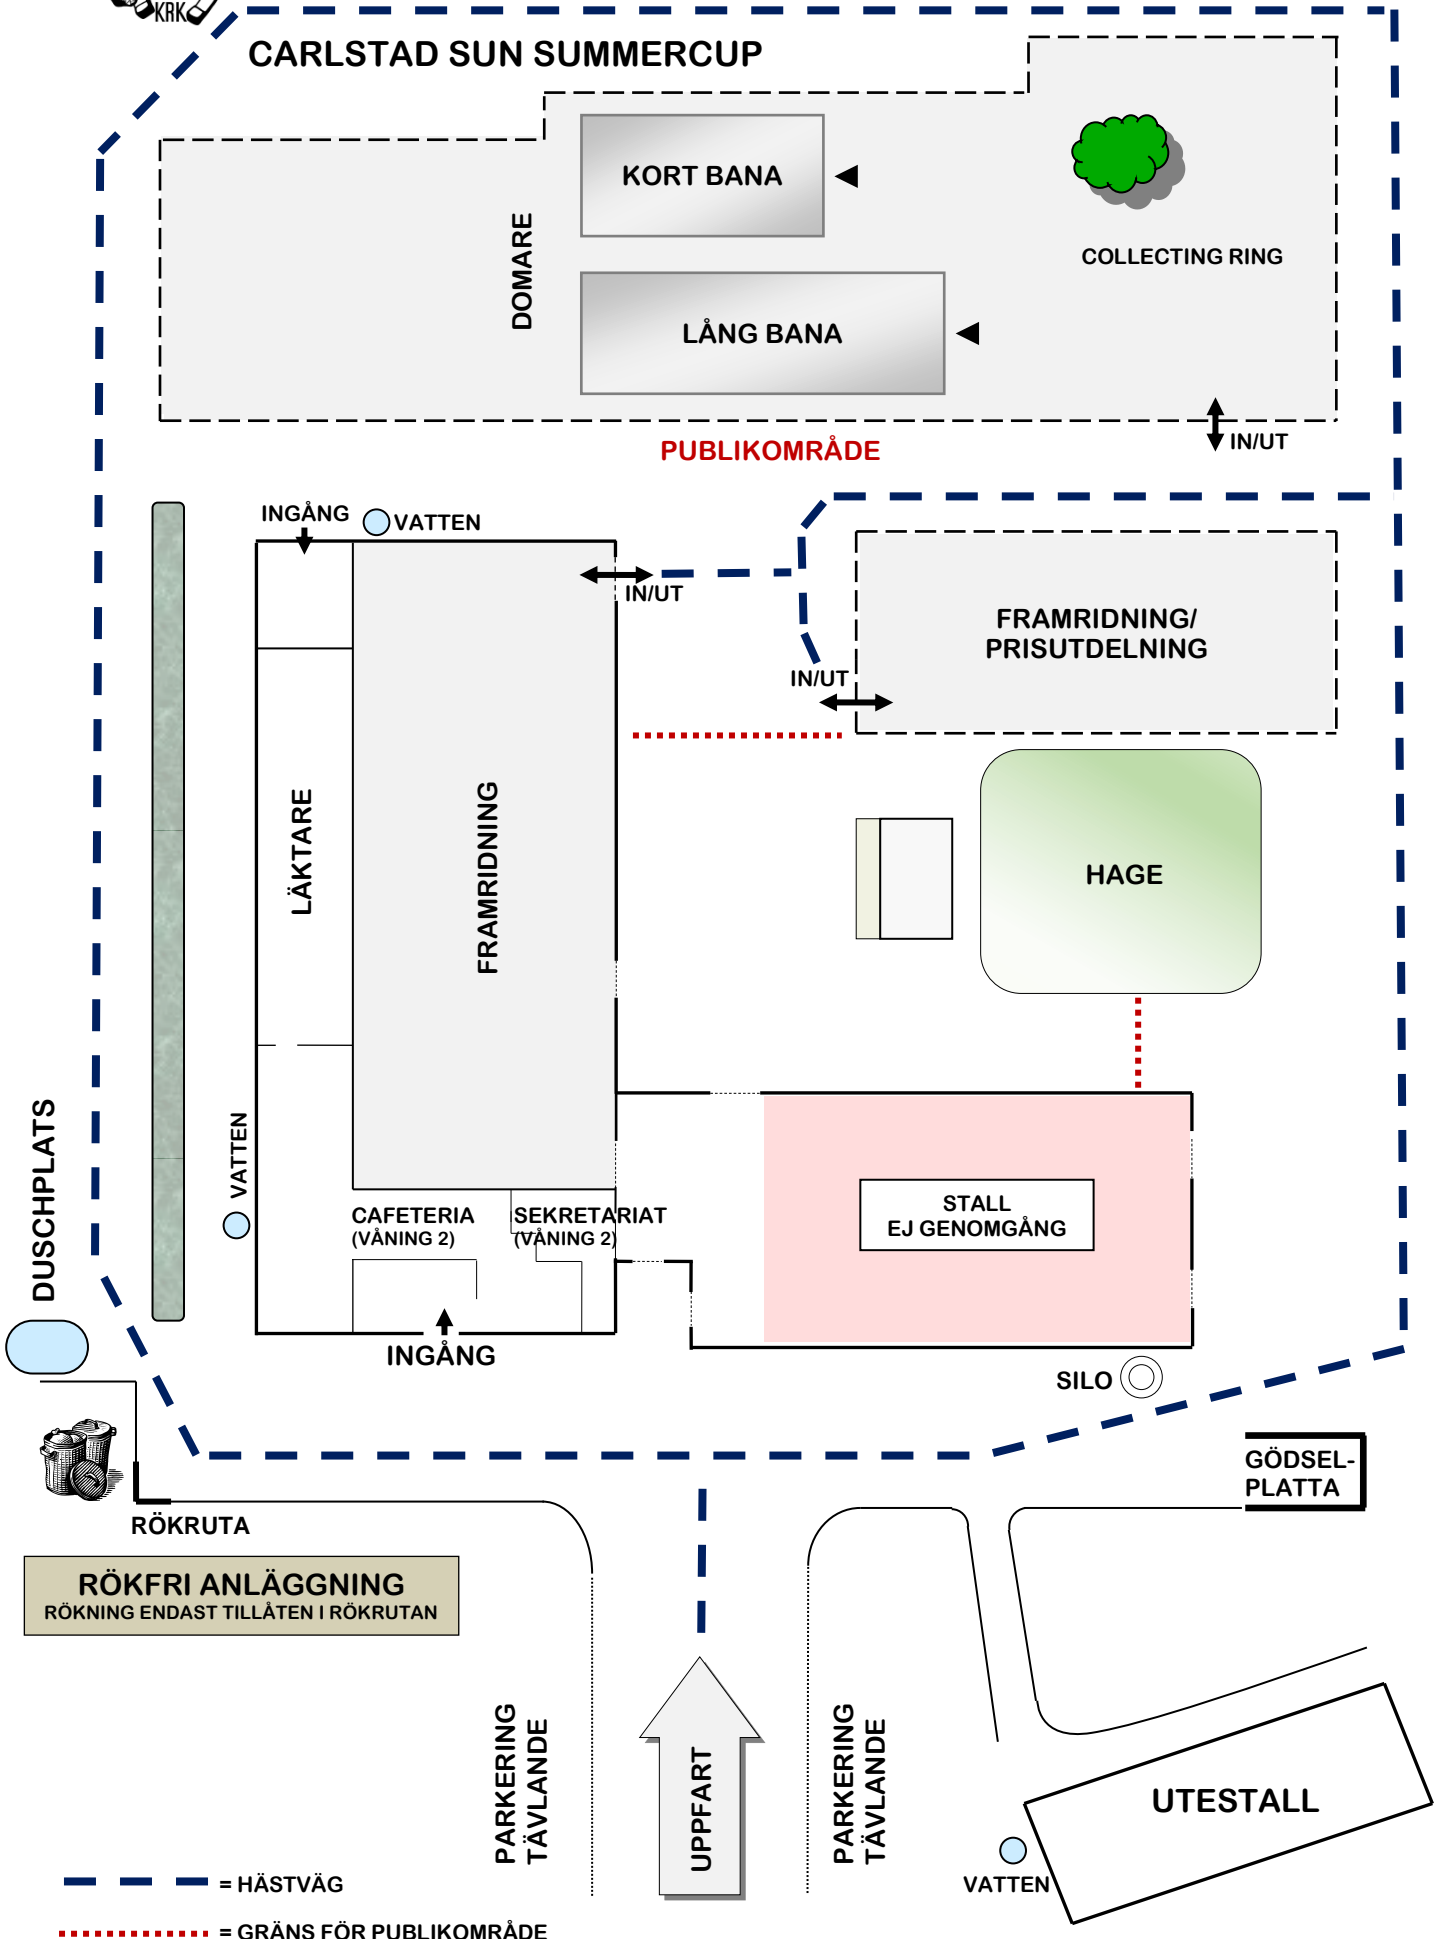 KRK
CARLSTAD SUN SUMMERCUP
KORT BANA
DOMARE
COLLECTING RING
LÅNG BANA
PUBLIKOMRÅDE
IN/UT
INGÅNG
VATTEN
IN/UT
FRAMRIDNING/
PRISUTDELNING
IN/UT
LÄKTARE
FRAMRIDNING
HAGE
DUSCHPLATS
VATTEN
CAFETERIA
(VÅNING 2)
SEKRETARIAT
(VÅNING 2)
STALL
EJ GENOMGÅNG
INGÅNG
SILO
GÖDSEL-
PLATTA
RÖKRUTA
RÖKFRI ANLÄGGNING
RÖKNING ENDAST TILLÅTEN I RÖKRUTAN
PARKERING
TÄVLANDE
UPPFART
PARKERING
TÄVLANDE
UTESTALL
VATTEN
= HÄSTVÄG
= GRÄNS FÖR PUBLIKOMRÅDE